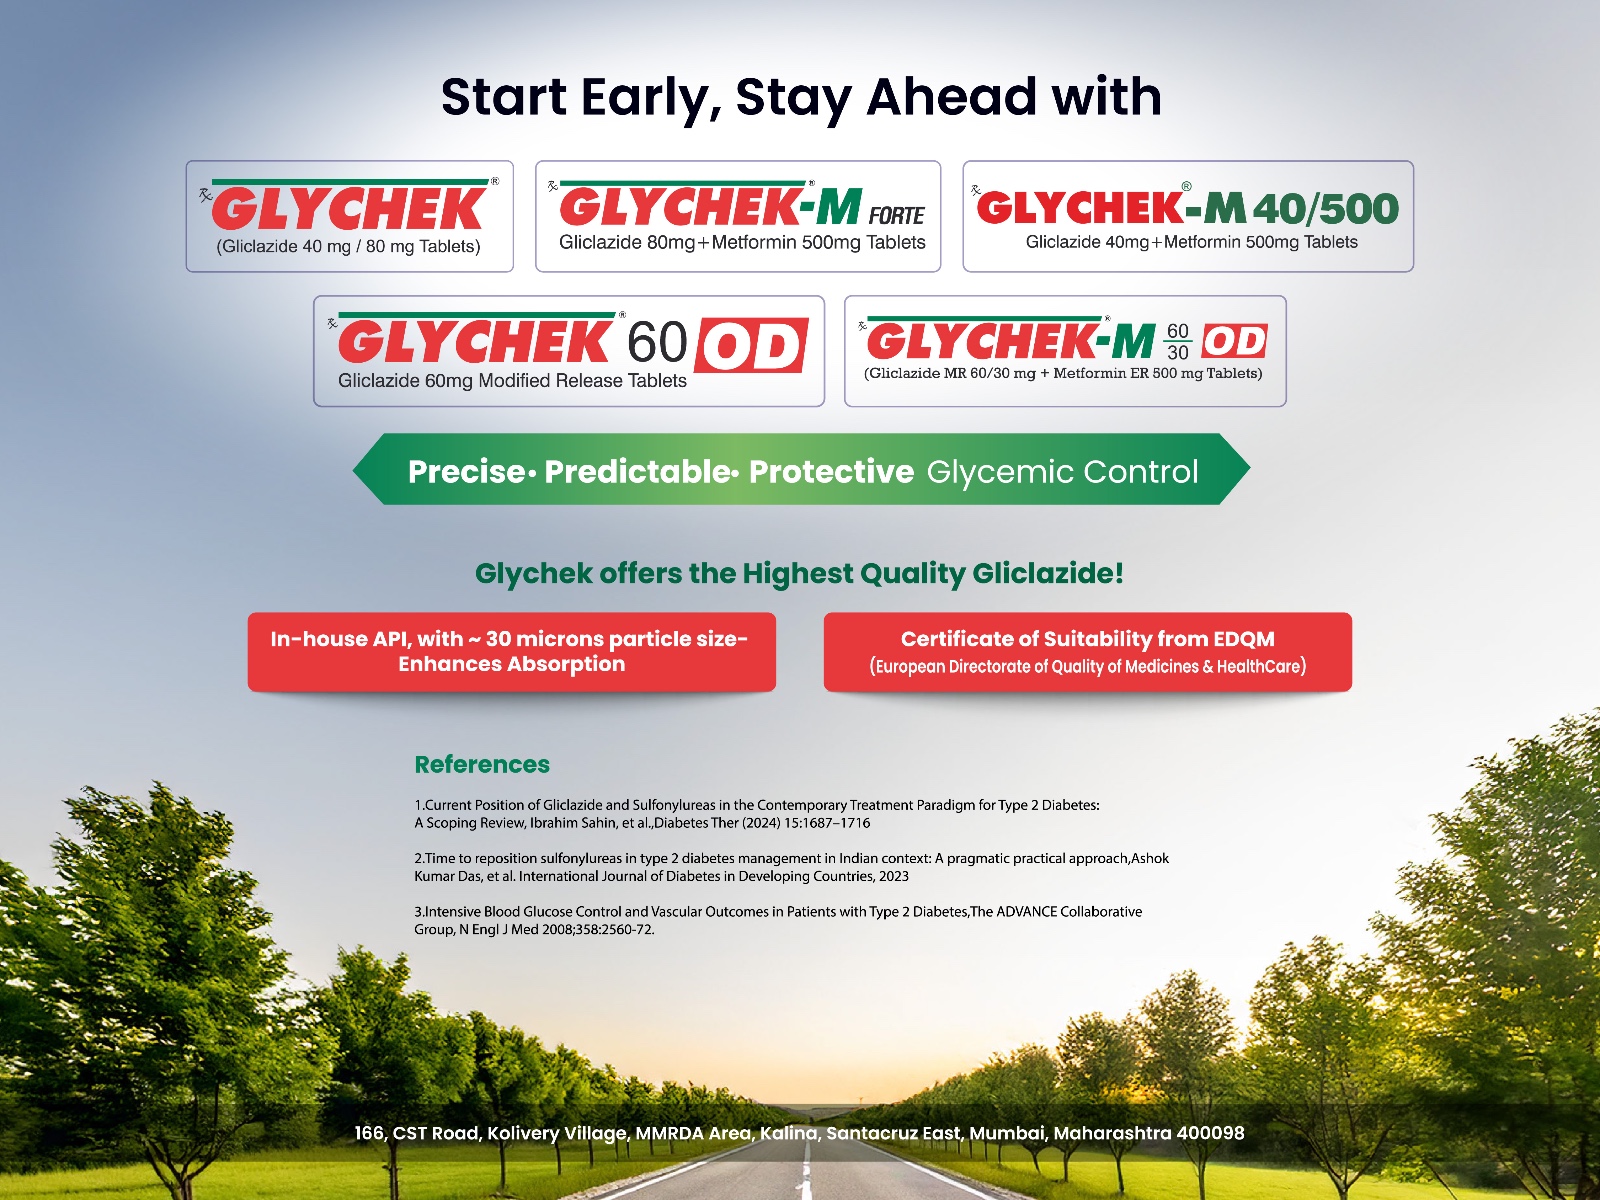 Start Early, Stay Ahead with
℞ GLYCHEK®
(Gliclazide 40 mg / 80 mg Tablets)
℞ GLYCHEK®-M FORTE
Gliclazide 80mg+Metformin 500mg Tablets
℞ GLYCHEK®-M 40/500
Gliclazide 40mg+Metformin 500mg Tablets
℞ GLYCHEK® 60 OD
Gliclazide 60mg Modified Release Tablets
℞ GLYCHEK®-M 60/30 OD
(Gliclazide MR 60/30 mg + Metformin ER 500 mg Tablets)
Precise• Predictable• Protective Glycemic Control
Glychek offers the Highest Quality Gliclazide!
In-house API, with ~ 30 microns particle size-
Enhances Absorption
Certificate of Suitability from EDQM
(European Directorate of Quality of Medicines & HealthCare)
References
1.Current Position of Gliclazide and Sulfonylureas in the Contemporary Treatment Paradigm for Type 2 Diabetes:
A Scoping Review, Ibrahim Sahin, et al.,Diabetes Ther (2024) 15:1687–1716
2.Time to reposition sulfonylureas in type 2 diabetes management in Indian context: A pragmatic practical approach,Ashok
Kumar Das, et al. International Journal of Diabetes in Developing Countries, 2023
3.Intensive Blood Glucose Control and Vascular Outcomes in Patients with Type 2 Diabetes,The ADVANCE Collaborative
Group, N Engl J Med 2008;358:2560-72.
166, CST Road, Kolivery Village, MMRDA Area, Kalina, Santacruz East, Mumbai, Maharashtra 400098